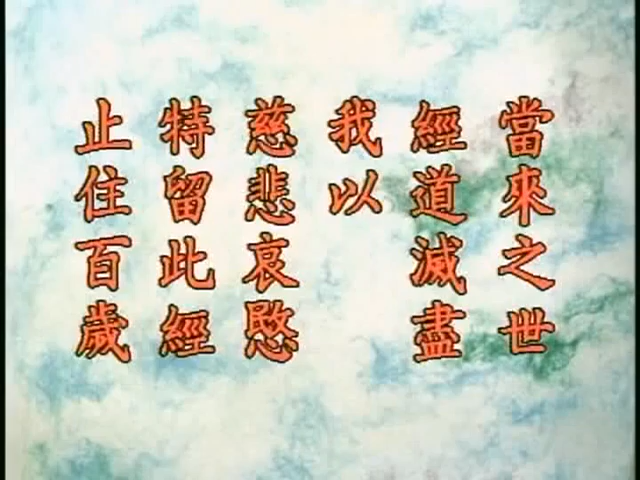 當來之世
經道滅盡
我以
慈悲哀愍
特留此經
止住百歲